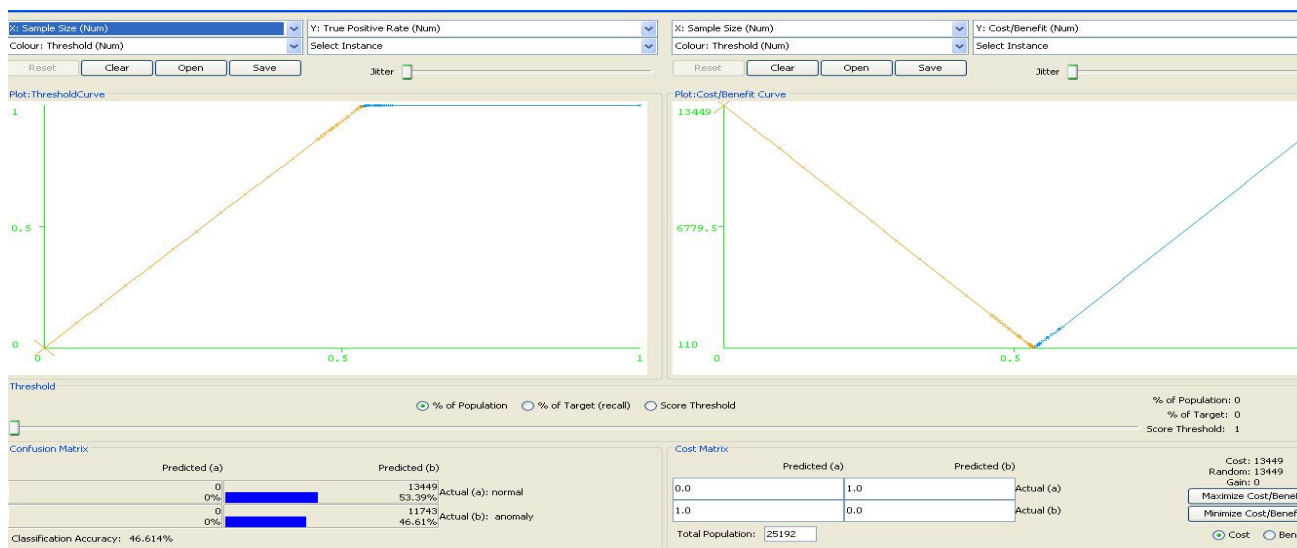 X: Sample Size (Num)
Y: True Positive Rate (Num)
X: Sample Size (Num)
Y: Cost/Benefit (Num)
Colour: Threshold (Num)
Select Instance
Colour: Threshold (Num)
Select Instance
Reset
Clear
Open
Save
Jitter
Reset
Clear
Open
Save
Jitter
Plot:ThresholdCurve
1
0.5
0
0
0.5
1
Plot:Cost/Benefit Curve
13449
6779.5
110
0
0.5
Threshold
% of Population
% of Target (recall)
Score Threshold
% of Population: 0
% of Target: 0
Score Threshold: 1
Confusion Matrix
Predicted (a)
Predicted (b)
0
13449
0%
53.39%
Actual (a): normal
0
11743
0%
46.61%
Actual (b): anomaly
Classification Accuracy: 46.614%
Cost Matrix
Predicted (a)
Predicted (b)
0.0
1.0
Actual (a)
1.0
0.0
Actual (b)
Total Population: 25192
Cost: 13449
Random: 13449
Gain: 0
Maximize Cost/Benef
Minimize Cost/Benef
Cost
Ben